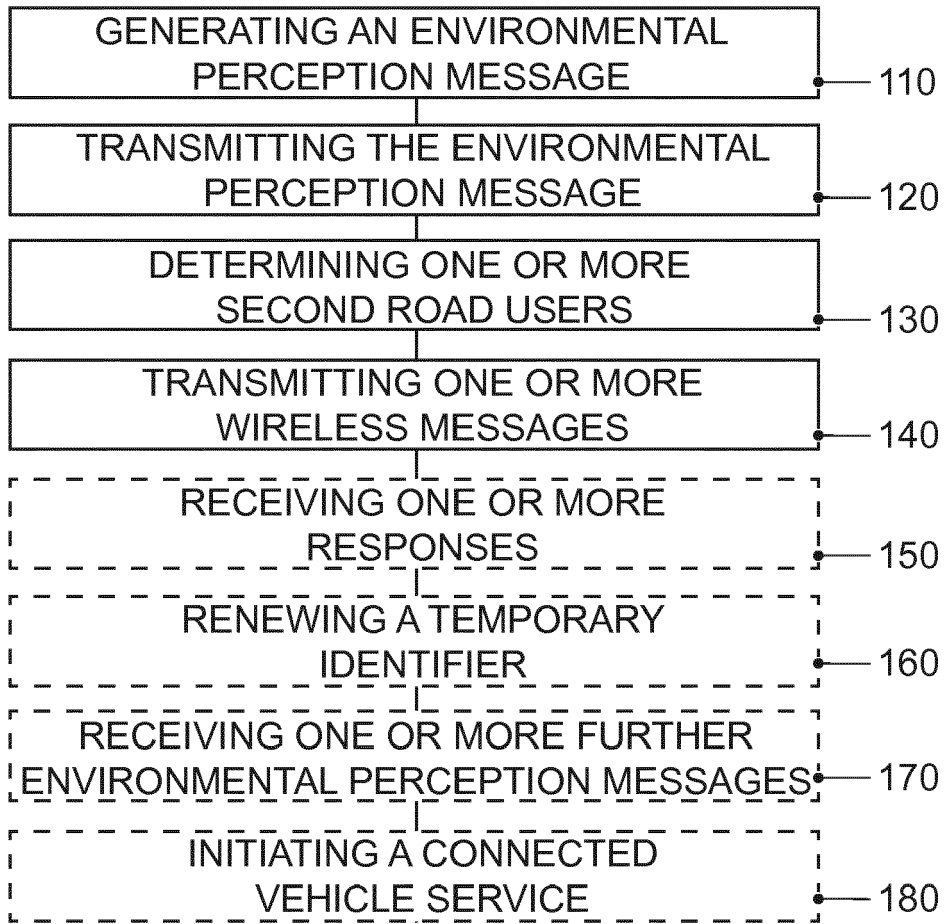 GENERATING AN ENVIRONMENTAL
PERCEPTION MESSAGE
110
TRANSMITTING THE ENVIRONMENTAL
PERCEPTION MESSAGE
120
DETERMINING ONE OR MORE
SECOND ROAD USERS
130
TRANSMITTING ONE OR MORE
WIRELESS MESSAGES
140
RECEIVING ONE OR MORE
RESPONSES
150
RENEWING A TEMPORARY
IDENTIFIER
160
RECEIVING ONE OR MORE FURTHER
ENVIRONMENTAL PERCEPTION MESSAGES
170
INITIATING A CONNECTED
VEHICLE SERVICE
180